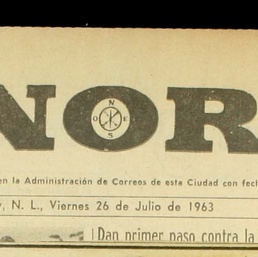 NOR
N
O E
S
en la Administración de Correos de esta Ciudad con fech
, N. L., Viernes 26 de Julio de 1963
Dan primer paso contra la